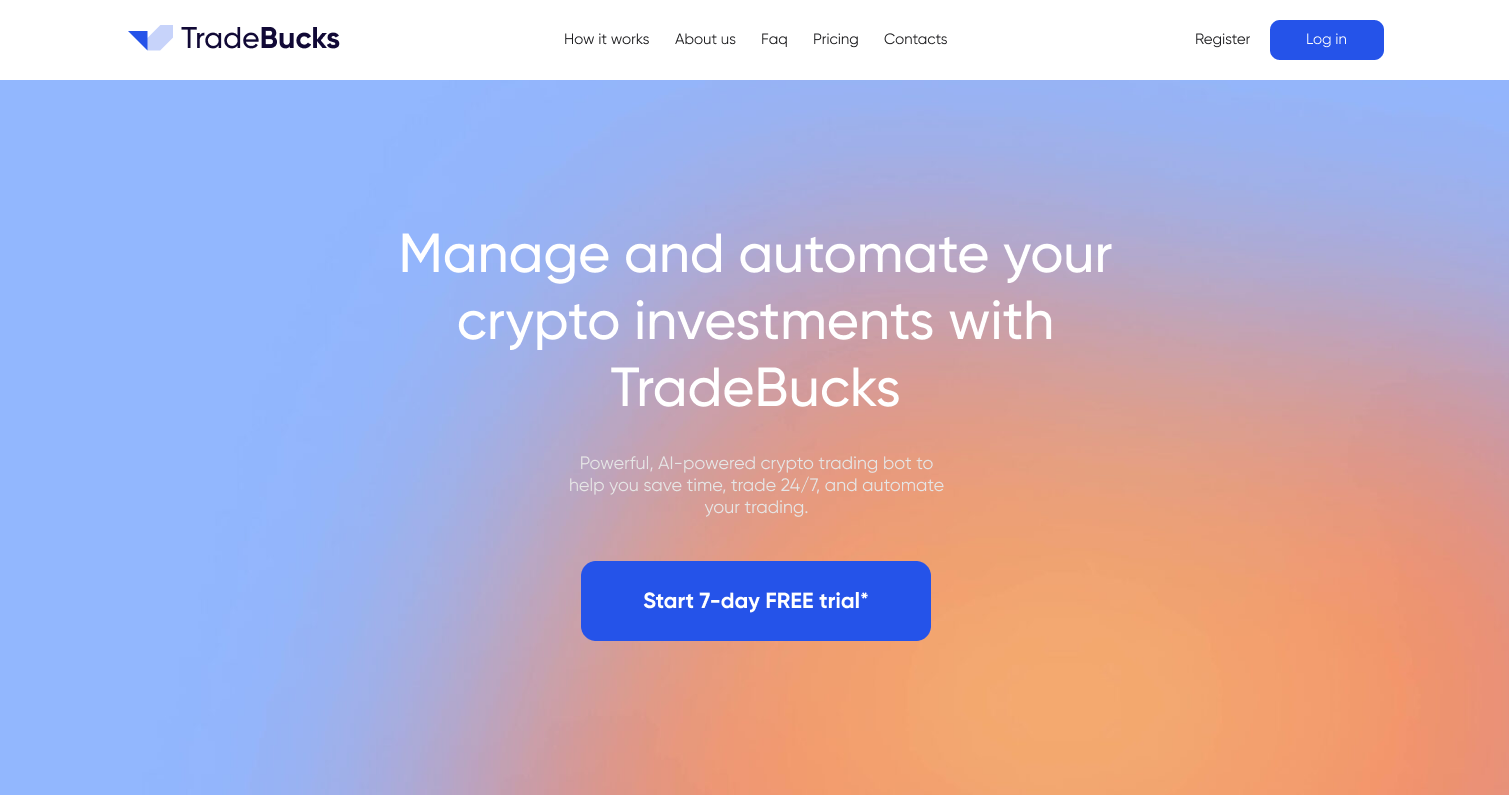 TradeBucks
How it works
About us
Faq
Pricing
Contacts
Register
Log in
Manage and automate your
crypto investments with
TradeBucks
Powerful, AI-powered crypto trading bot to
help you save time, trade 24/7, and automate
your trading.
Start 7-day FREE trial*